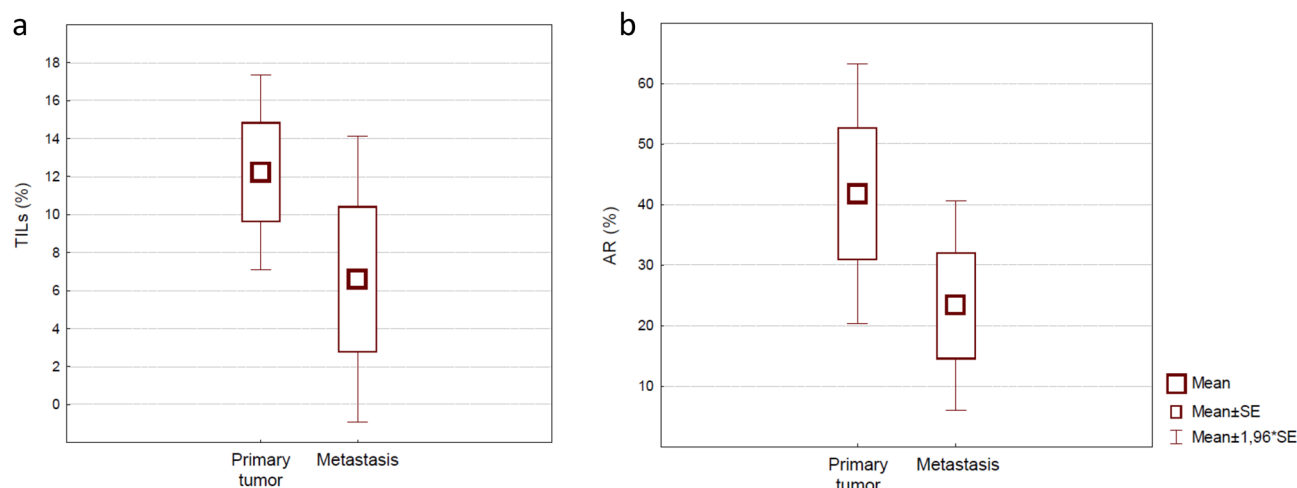 a
TILs (%)
18
16
14
12
10
8
6
4
2
0
Primary
tumor
Metastasis
b
AR (%)
60
50
40
30
20
10
Primary
tumor
Metastasis
Mean
Mean±SE
Mean±1,96*SE